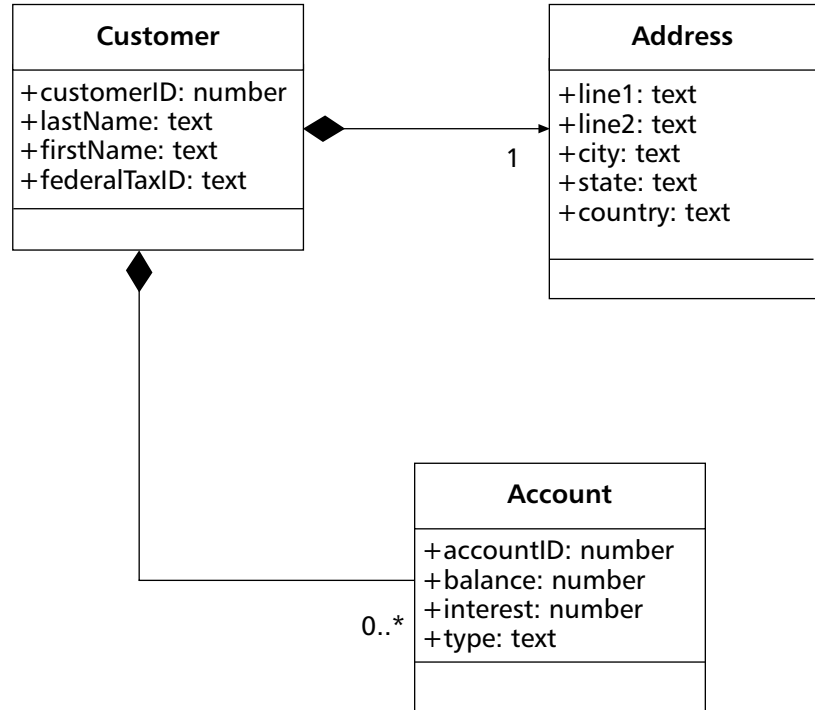 Customer
+customerID: number
+lastName: text
+firstName: text
+federalTaxID: text
Address
+line1: text
+line2: text
+city: text
+state: text
+country: text
1
Account
+accountID: number
+balance: number
+interest: number
+type: text
0..*